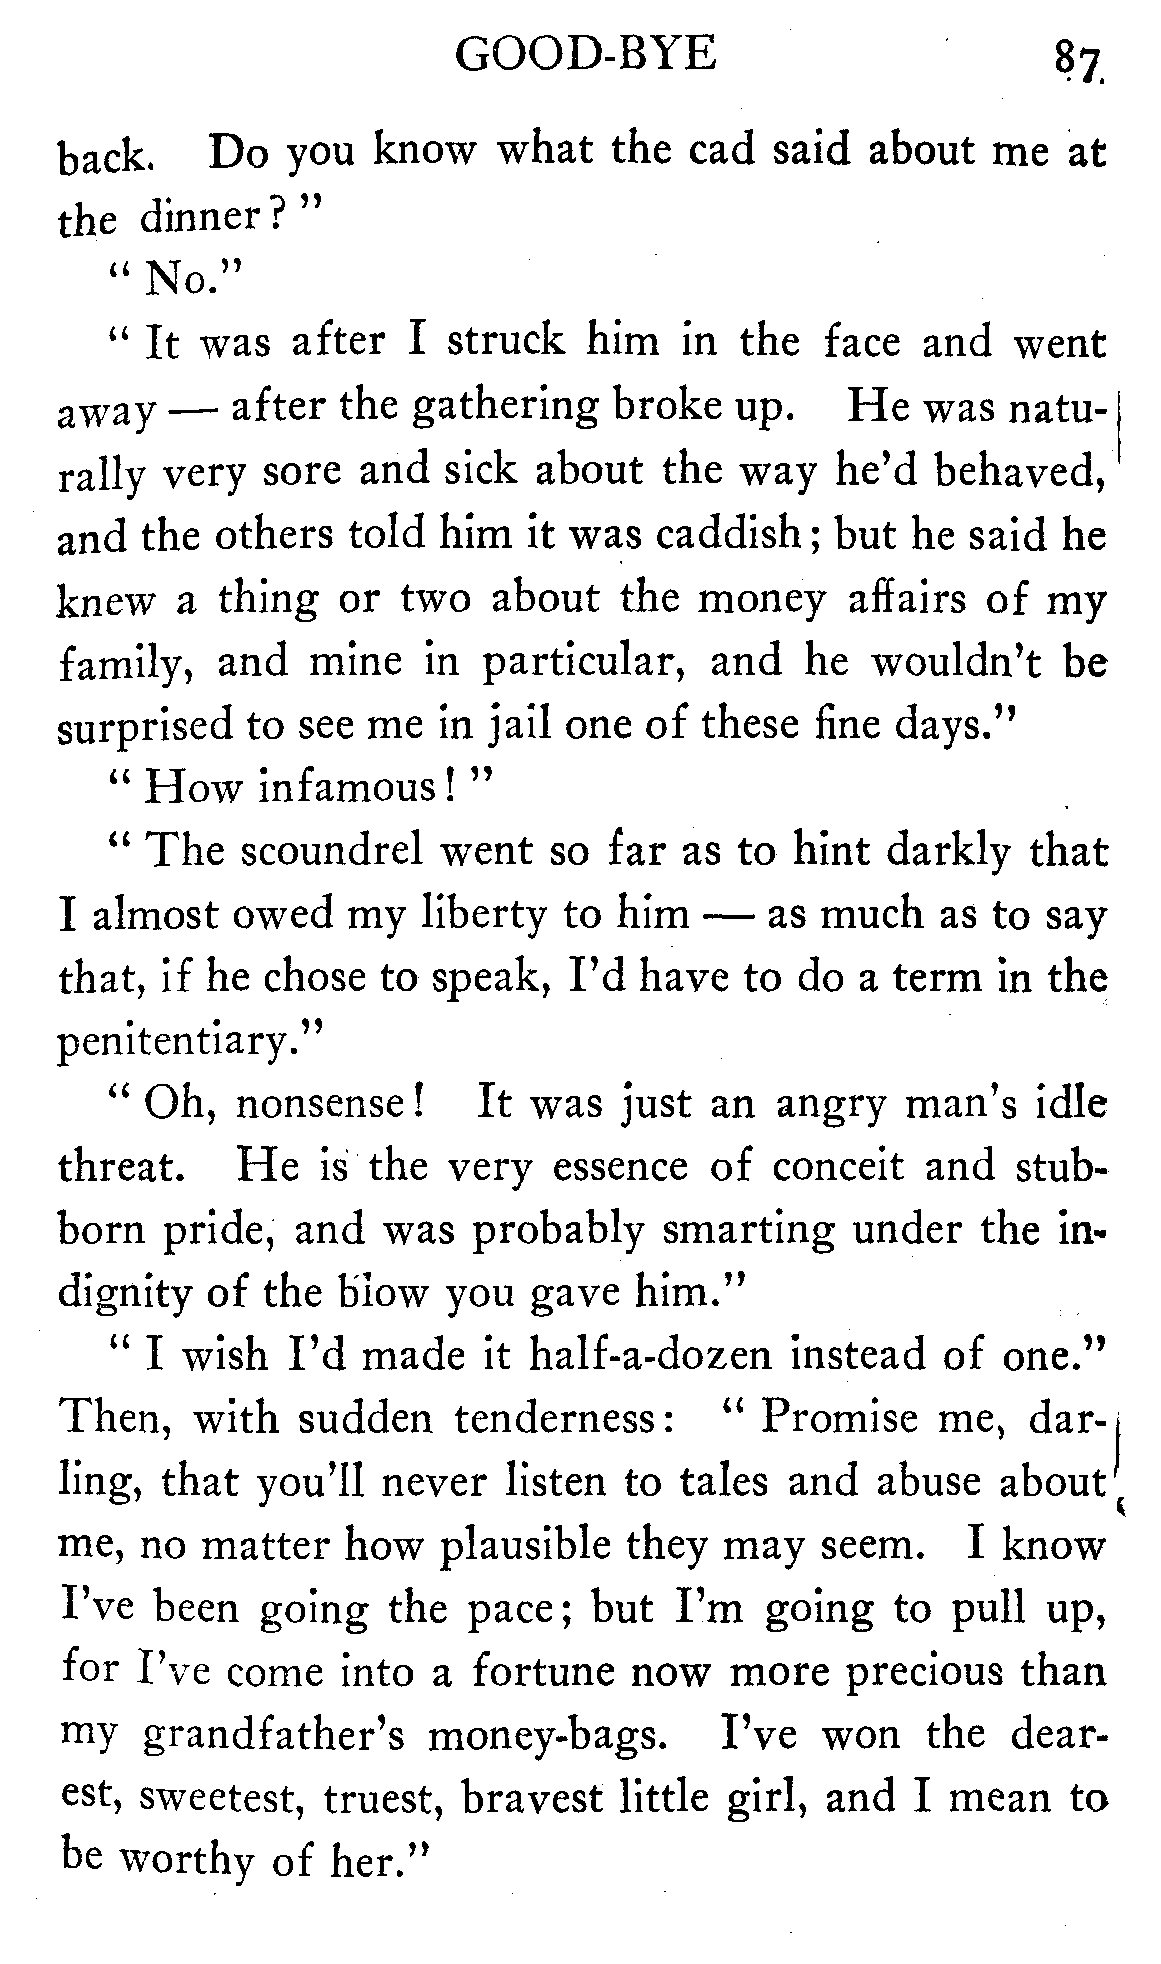 GOOD-BYE 87
back. Do you know what the cad said about me at
the dinner? "
" No."
" It was after I struck him in the face and went
away — after the gathering broke up. He was natu-
rally very sore and sick about the way he'd behaved,
and the others told him it was caddish; but he said he
knew a thing or two about the money affairs of my
family, and mine in particular, and he wouldn't be
surprised to see me in jail one of these fine days."
" How infamous! "
" The scoundrel went so far as to hint darkly that
I almost owed my liberty to him — as much as to say
that, if he chose to speak, I'd have to do a term in the
penitentiary."
" Oh, nonsense! It was just an angry man's idle
threat. He is the very essence of conceit and stub-
born pride, and was probably smarting under the in-
dignity of the blow you gave him."
" I wish I'd made it half-a-dozen instead of one."
Then, with sudden tenderness: " Promise me, dar-
ling, that you'll never listen to tales and abuse about
me, no matter how plausible they may seem. I know
I've been going the pace; but I'm going to pull up,
for I've come into a fortune now more precious than
my grandfather's money-bags. I've won the dear-
est, sweetest, truest, bravest little girl, and I mean to
be worthy of her."